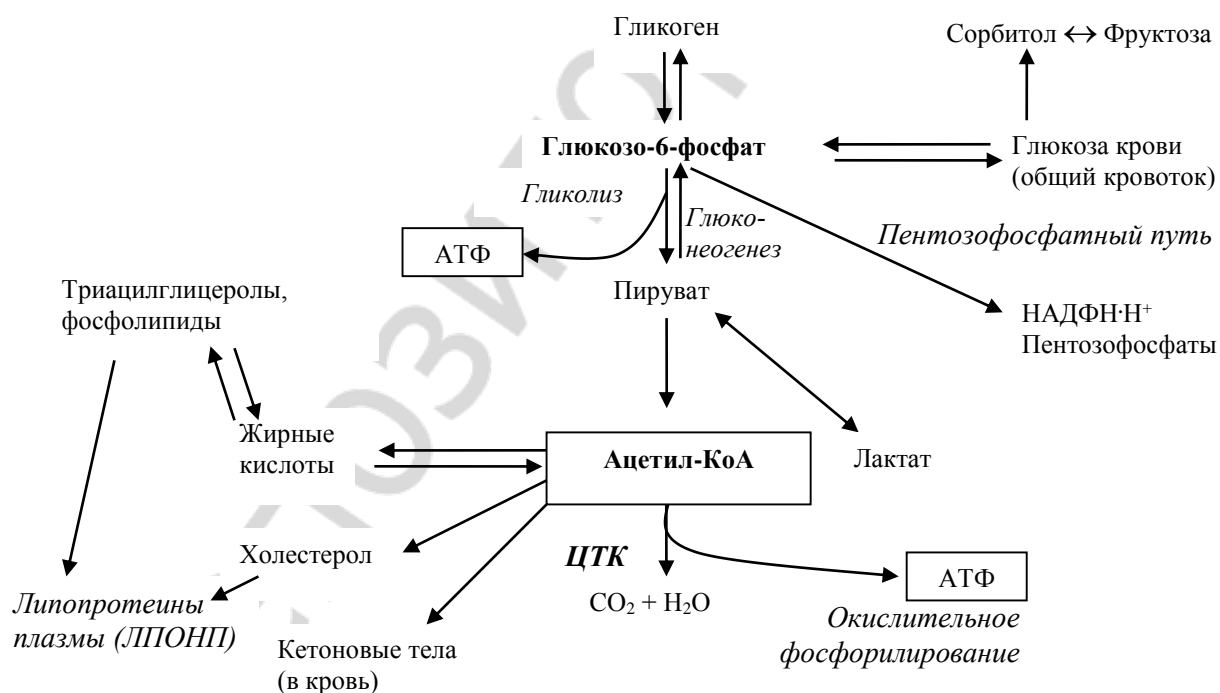 Гликоген
Сорбитол ↔ Фруктоза
Глюкозо-6-фосфат
Глюкоза крови
(общий кровоток)
Гликолиз
Глюко-
неогенез
Пентозофосфатный путь
АТФ
Пируват
Триацилглицеролы,
фосфолипиды
НАДФН·Н⁺
Пентозофосфаты
Жирные
кислоты
Ацетил-КоА
Лактат
Холестерол
ЦТК
АТФ
CO₂ + H₂O
Липопротеины
плазмы (ЛПОНП)
Окислительное
фосфорилирование
Кетоновые тела
(в кровь)